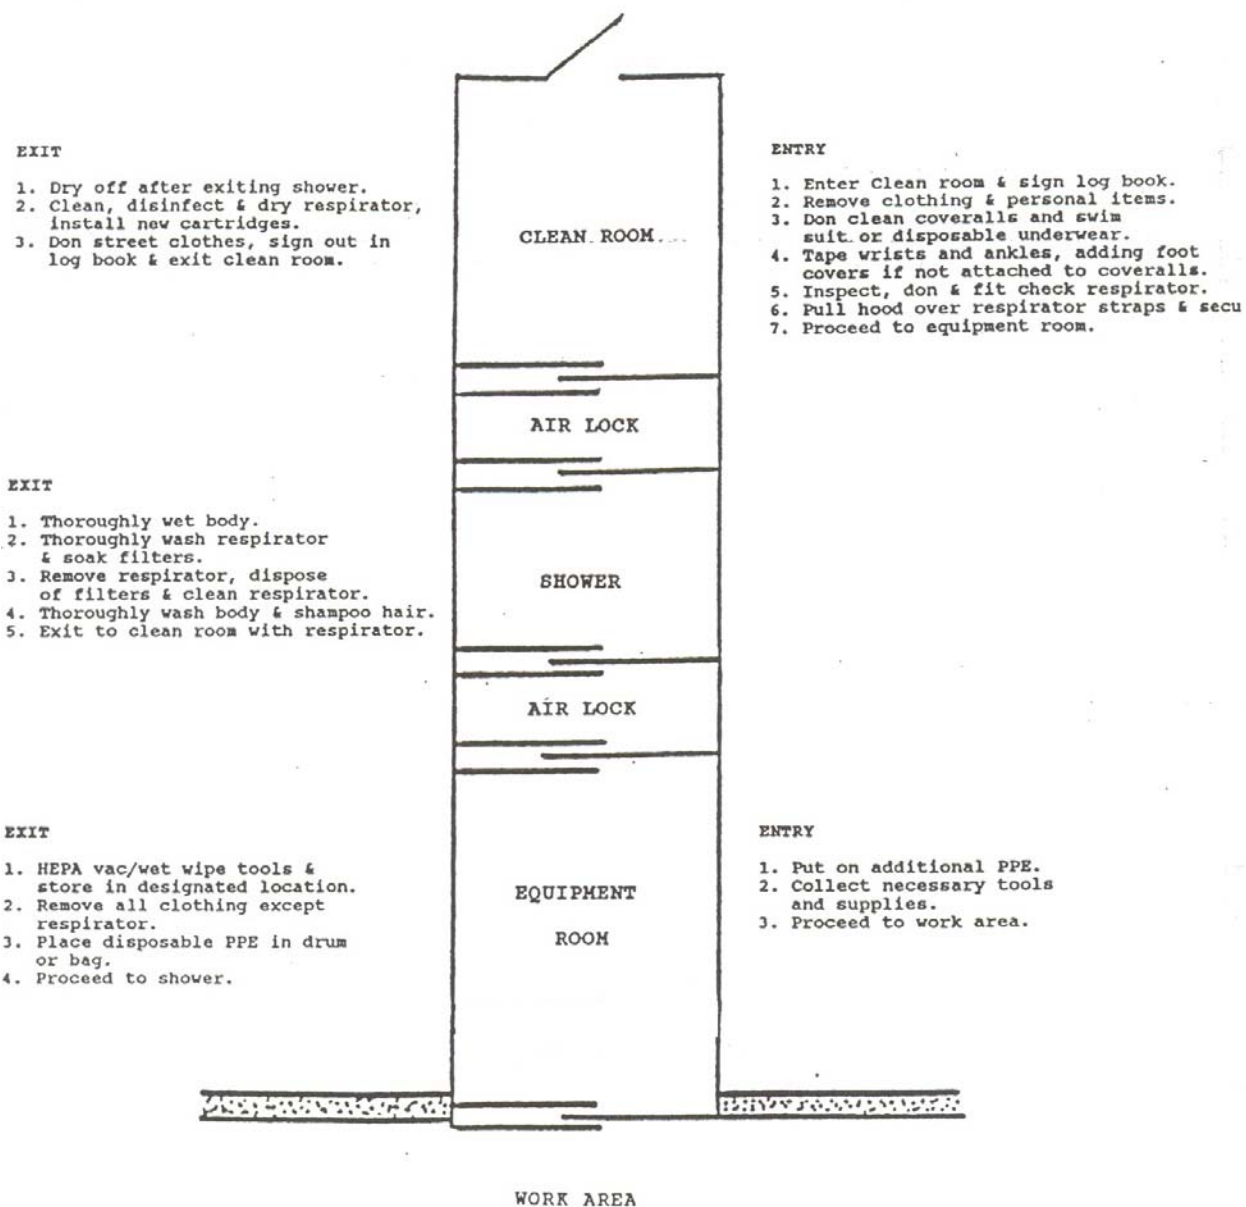 EXIT
1. Dry off after exiting shower.
2. Clean, disinfect & dry respirator,
install new cartridges.
3. Don street clothes, sign out in
log book & exit clean room.
CLEAN ROOM
ENTRY
1. Enter Clean room & sign log book.
2. Remove clothing & personal items.
3. Don clean coveralls and swim
suit or disposable underwear.
4. Tape wrists and ankles, adding foot
covers if not attached to coveralls.
5. Inspect, don & fit check respirator.
6. Pull hood over respirator straps & secu
7. Proceed to equipment room.
AIR LOCK
EXIT
1. Thoroughly wet body.
2. Thoroughly wash respirator
& soak filters.
3. Remove respirator, dispose
of filters & clean respirator.
4. Thoroughly wash body & shampoo hair.
5. Exit to clean room with respirator.
SHOWER
AIR LOCK
EXIT
1. HEPA vac/wet wipe tools &
store in designated location.
2. Remove all clothing except
respirator.
3. Place disposable PPE in drum
or bag.
4. Proceed to shower.
EQUIPMENT
ROOM
ENTRY
1. Put on additional PPE.
2. Collect necessary tools
and supplies.
3. Proceed to work area.
WORK AREA